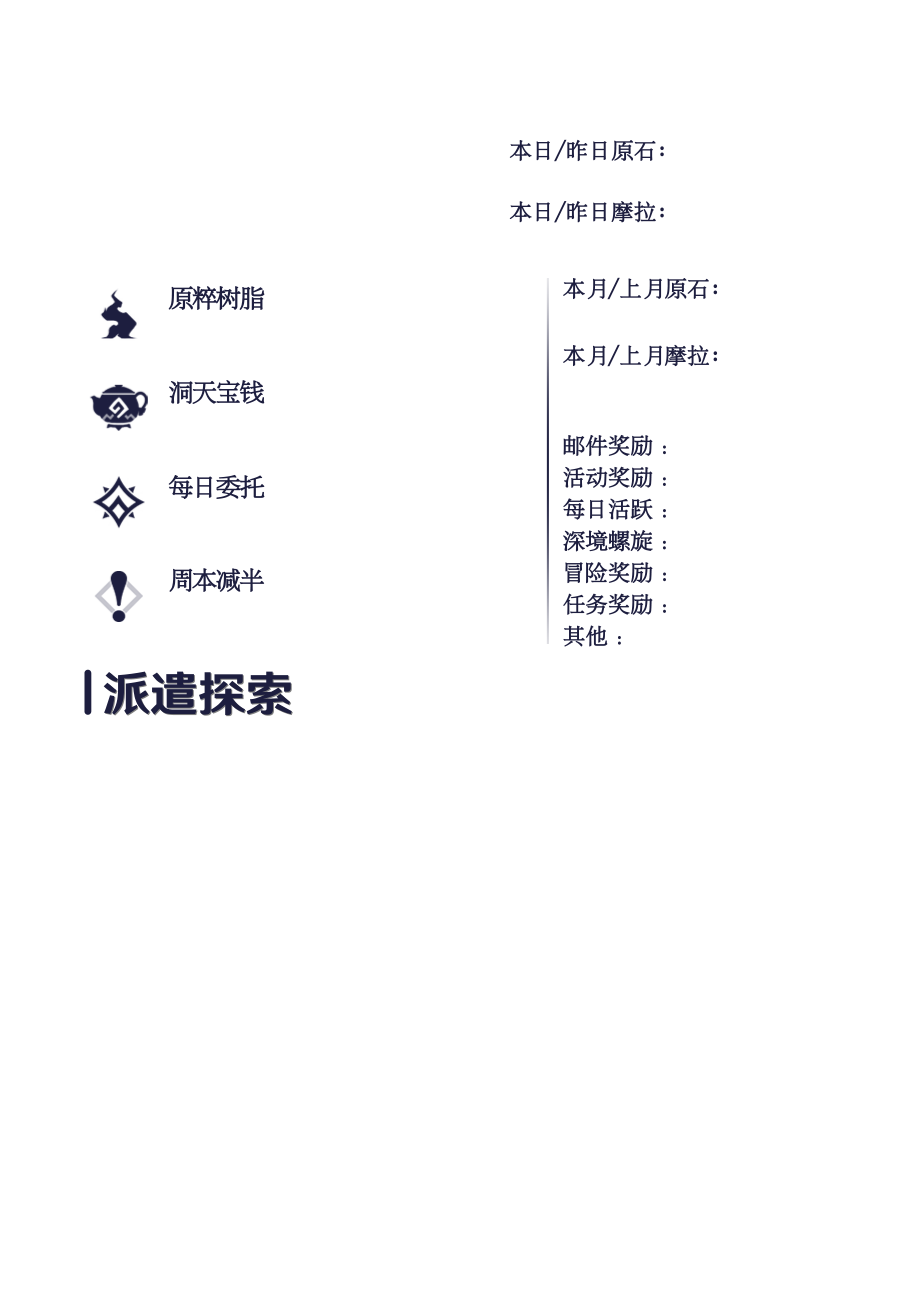 本日/昨日原石：
本日/昨日摩拉：
原粹树脂
洞天宝钱
每日委托
周本减半
本月/上月原石：
本月/上月摩拉：
邮件奖励：
活动奖励：
每日活跃：
深境螺旋：
冒险奖励：
任务奖励：
其他：
派遣探索